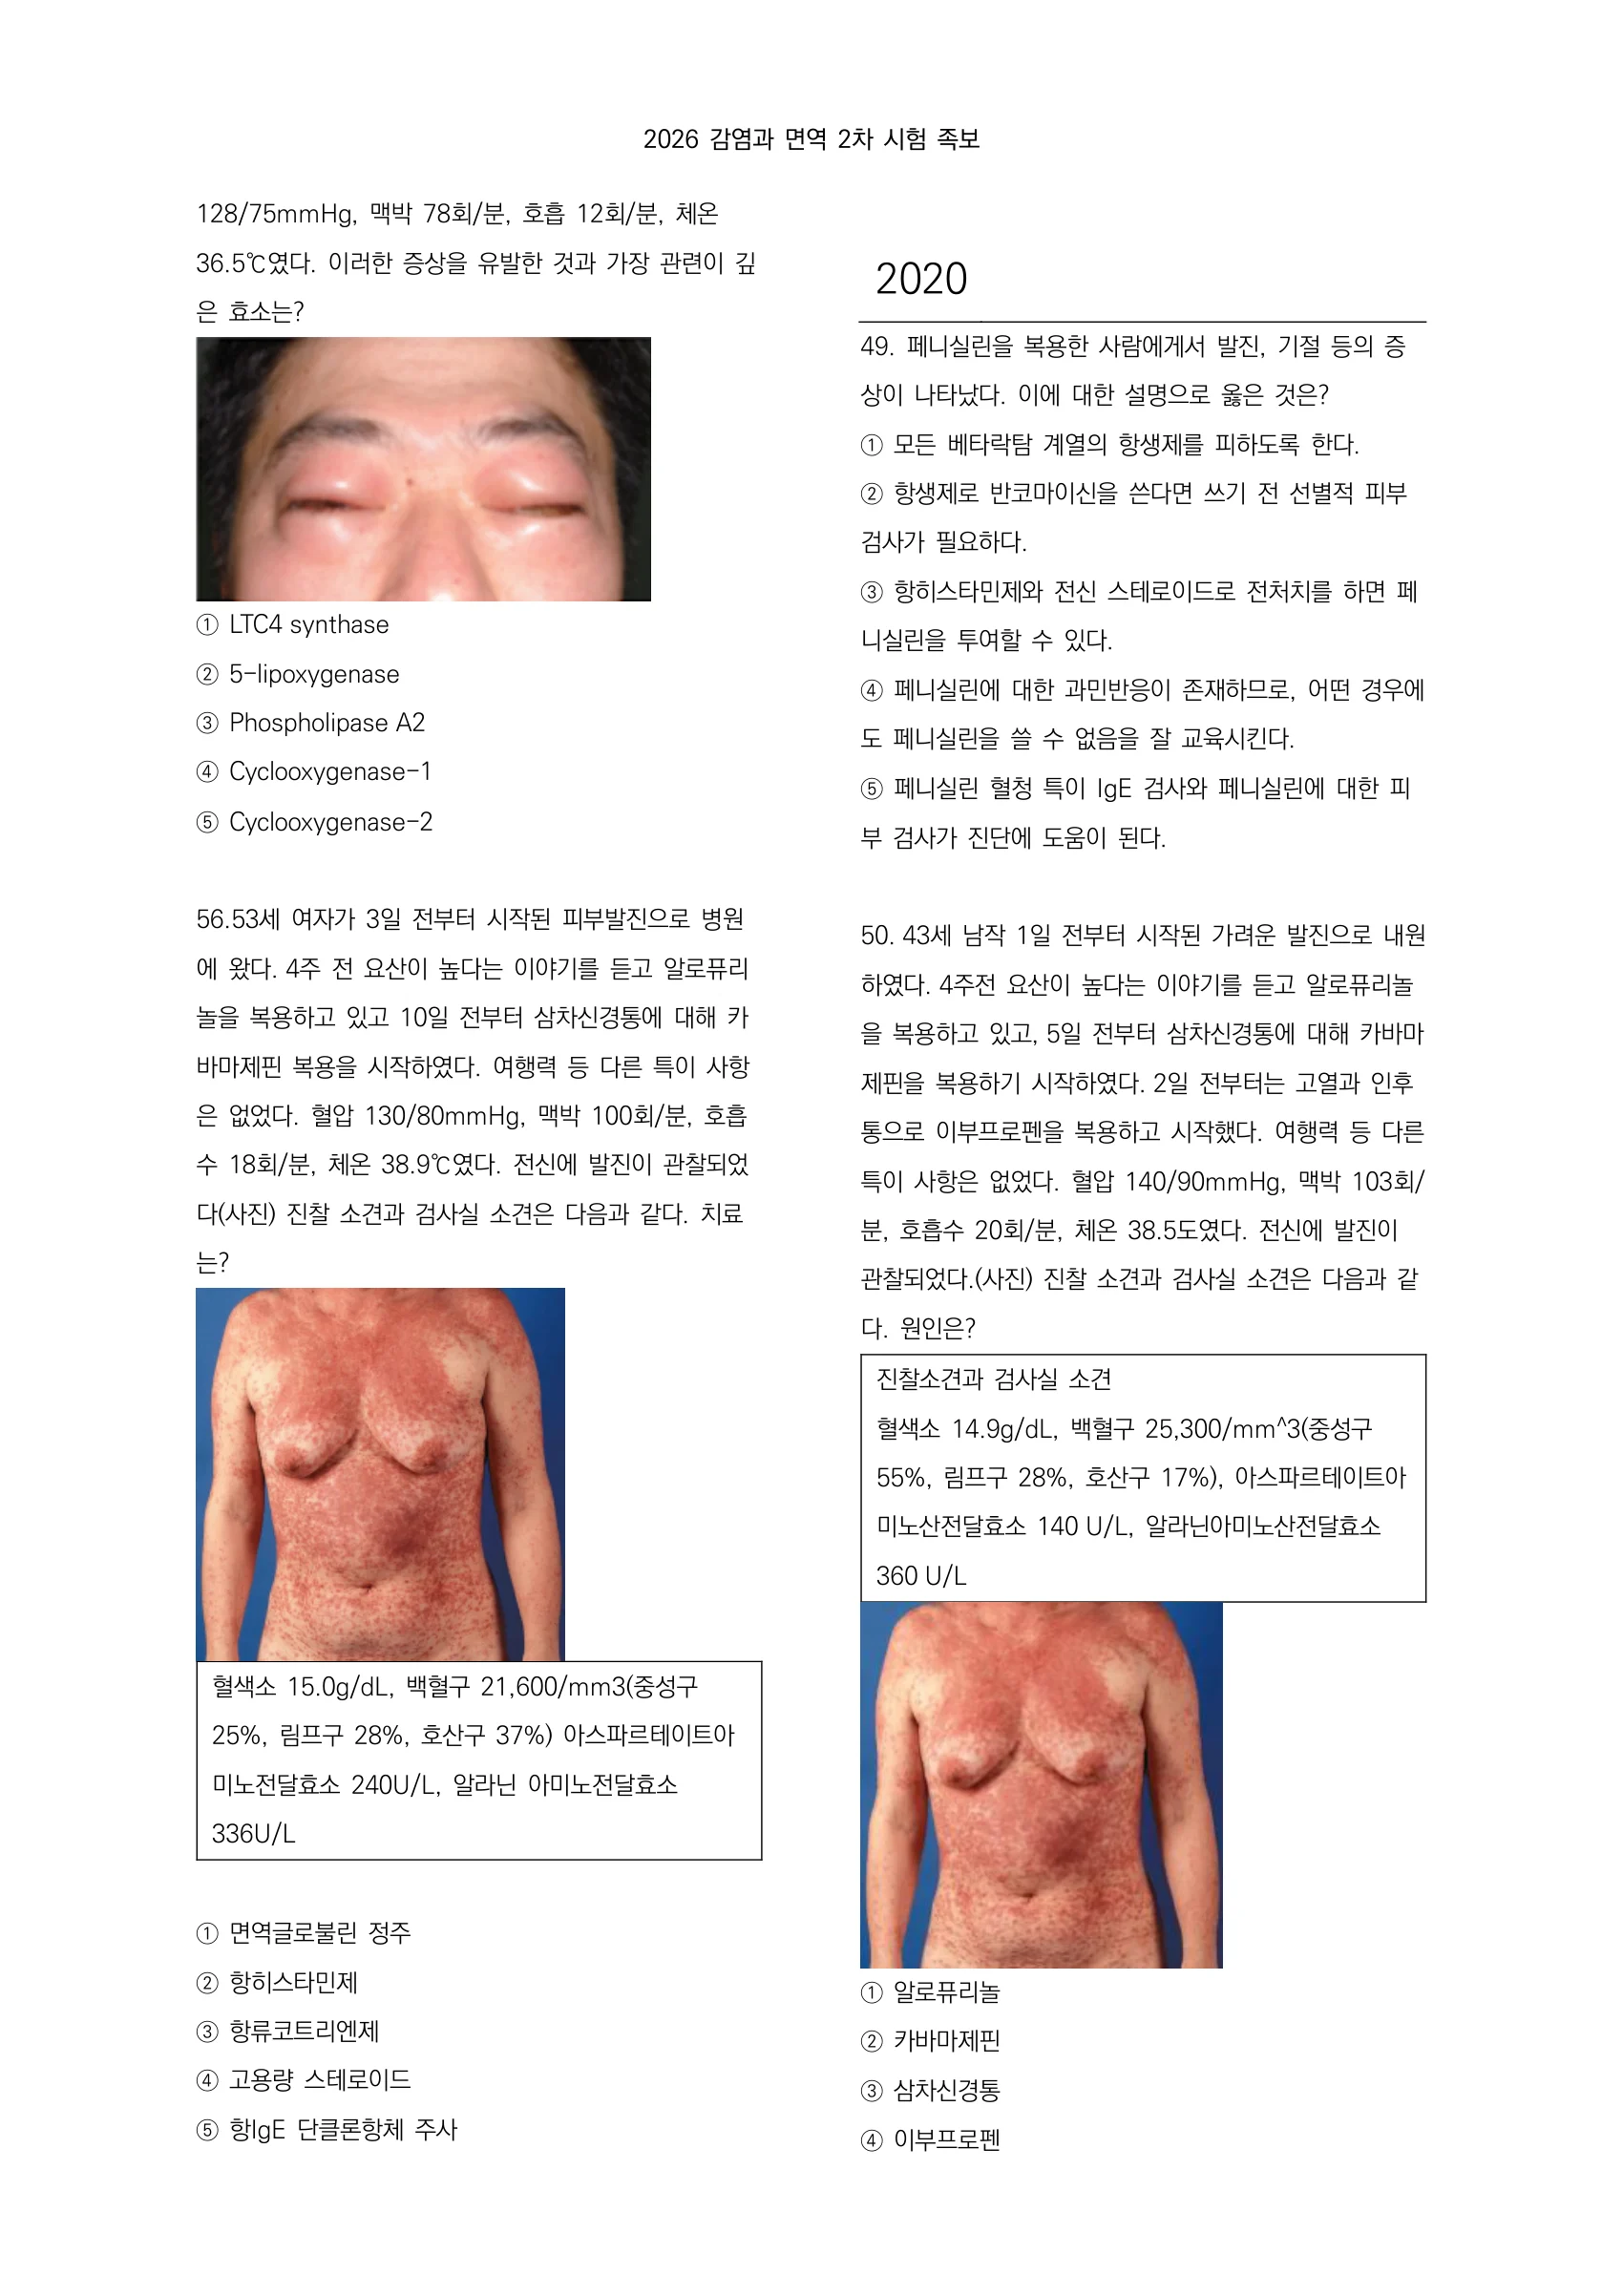 2026 감염과 면역 2차 시험 족보
128/75mmHg, 맥박 78회/분, 호흡 12회/분, 체온
36.5℃였다. 이러한 증상을 유발한 것과 가장 관련이 깊
은 효소는?
① LTC4 synthase
② 5-lipoxygenase
③ Phospholipase A2
④ Cyclooxygenase-1
⑤ Cyclooxygenase-2
56.53세 여자가 3일 전부터 시작된 피부발진으로 병원
에 왔다. 4주 전 요산이 높다는 이야기를 듣고 알로퓨리
놀을 복용하고 있고 10일 전부터 삼차신경통에 대해 카
바마제핀 복용을 시작하였다. 여행력 등 다른 특이 사항
은 없었다. 혈압 130/80mmHg, 맥박 100회/분, 호흡
수 18회/분, 체온 38.9℃였다. 전신에 발진이 관찰되었
다(사진) 진찰 소견과 검사실 소견은 다음과 같다. 치료
는?
혈색소 15.0g/dL, 백혈구 21,600/mm3(중성구
25%, 림프구 28%, 호산구 37%) 아스파르테이트아
미노전달효소 240U/L, 알라닌 아미노전달효소
336U/L
① 면역글로불린 정주
② 항히스타민제
③ 항류코트리엔제
④ 고용량 스테로이드
⑤ 항IgE 단클론항체 주사
2020
49. 페니실린을 복용한 사람에게서 발진, 기절 등의 증
상이 나타났다. 이에 대한 설명으로 옳은 것은?
① 모든 베타락탐 계열의 항생제를 피하도록 한다.
② 항생제로 반코마이신을 쓴다면 쓰기 전 선별적 피부
검사가 필요하다.
③ 항히스타민제와 전신 스테로이드로 전처치를 하면 페
니실린을 투여할 수 있다.
④ 페니실린에 대한 과민반응이 존재하므로, 어떤 경우에
도 페니실린을 쓸 수 없음을 잘 교육시킨다.
⑤ 페니실린 혈청 특이 IgE 검사와 페니실린에 대한 피
부 검사가 진단에 도움이 된다.
50. 43세 남작 1일 전부터 시작된 가려운 발진으로 내원
하였다. 4주전 요산이 높다는 이야기를 듣고 알로퓨리놀
을 복용하고 있고, 5일 전부터 삼차신경통에 대해 카바마
제핀을 복용하기 시작하였다. 2일 전부터는 고열과 인후
통으로 이부프로펜을 복용하고 시작했다. 여행력 등 다른
특이 사항은 없었다. 혈압 140/90mmHg, 맥박 103회/
분, 호흡수 20회/분, 체온 38.5도였다. 전신에 발진이
관찰되었다.(사진) 진찰 소견과 검사실 소견은 다음과 같
다. 원인은?
진찰소견과 검사실 소견
혈색소 14.9g/dL, 백혈구 25,300/mm^3(중성구
55%, 림프구 28%, 호산구 17%), 아스파르테이트아
미노산전달효소 140 U/L, 알라닌아미노산전달효소
360 U/L
① 알로퓨리놀
② 카바마제핀
③ 삼차신경통
④ 이부프로펜